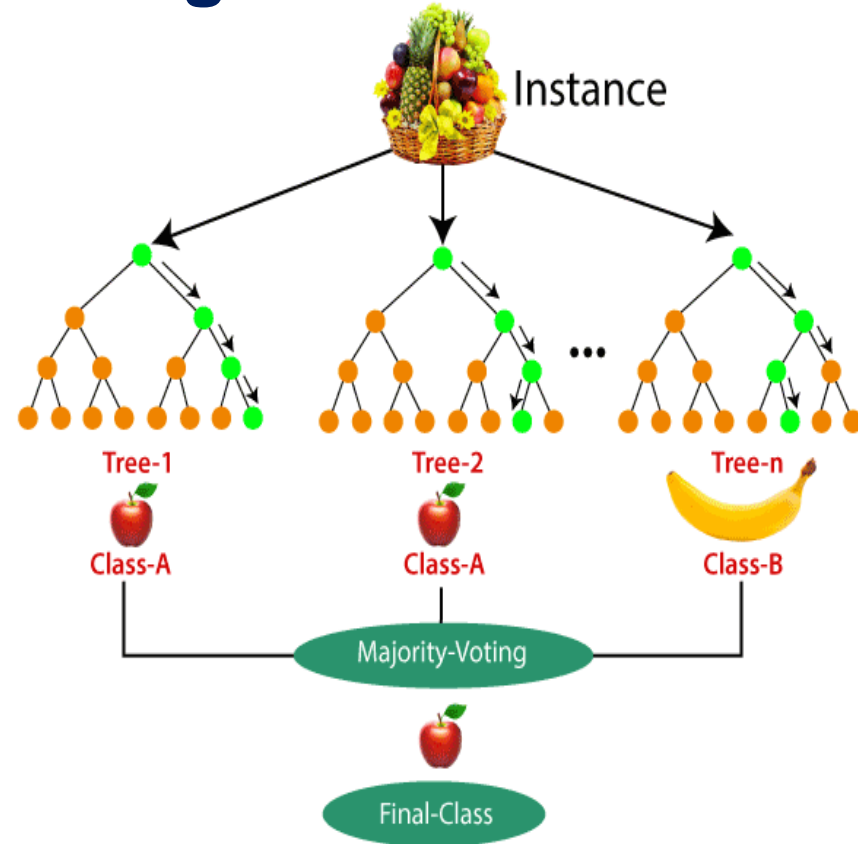 Instance
...
Tree-1
Tree-2
Tree-n
Class-A
Class-A
Class-B
Majority-Voting
Final-Class